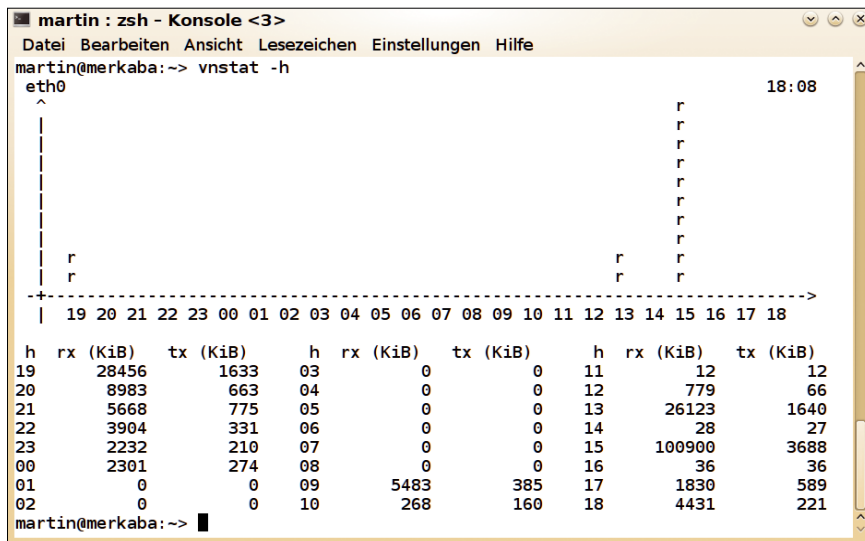 martin : zsh – Konsole <3>
Datei Bearbeiten Ansicht Lesezeichen Einstellungen Hilfe
martin@merkaba:~> vnstat -h
eth0 18:08
^ r
| r
| r
| r
| r
| r
| r
| r
| r r r
| r r r
-+--------------------------------------------------------------------------->
| 19 20 21 22 23 00 01 02 03 04 05 06 07 08 09 10 11 12 13 14 15 16 17 18
h rx (KiB) tx (KiB) h rx (KiB) tx (KiB) h rx (KiB) tx (KiB)
19 28456 1633 03 0 0 11 12 12
20 8983 663 04 0 0 12 779 66
21 5668 775 05 0 0 13 26123 1640
22 3904 331 06 0 0 14 28 27
23 2232 210 07 0 0 15 100900 3688
00 2301 274 08 0 0 16 36 36
01 0 0 09 5483 385 17 1830 589
02 0 0 10 268 160 18 4431 221
martin@merkaba:~>